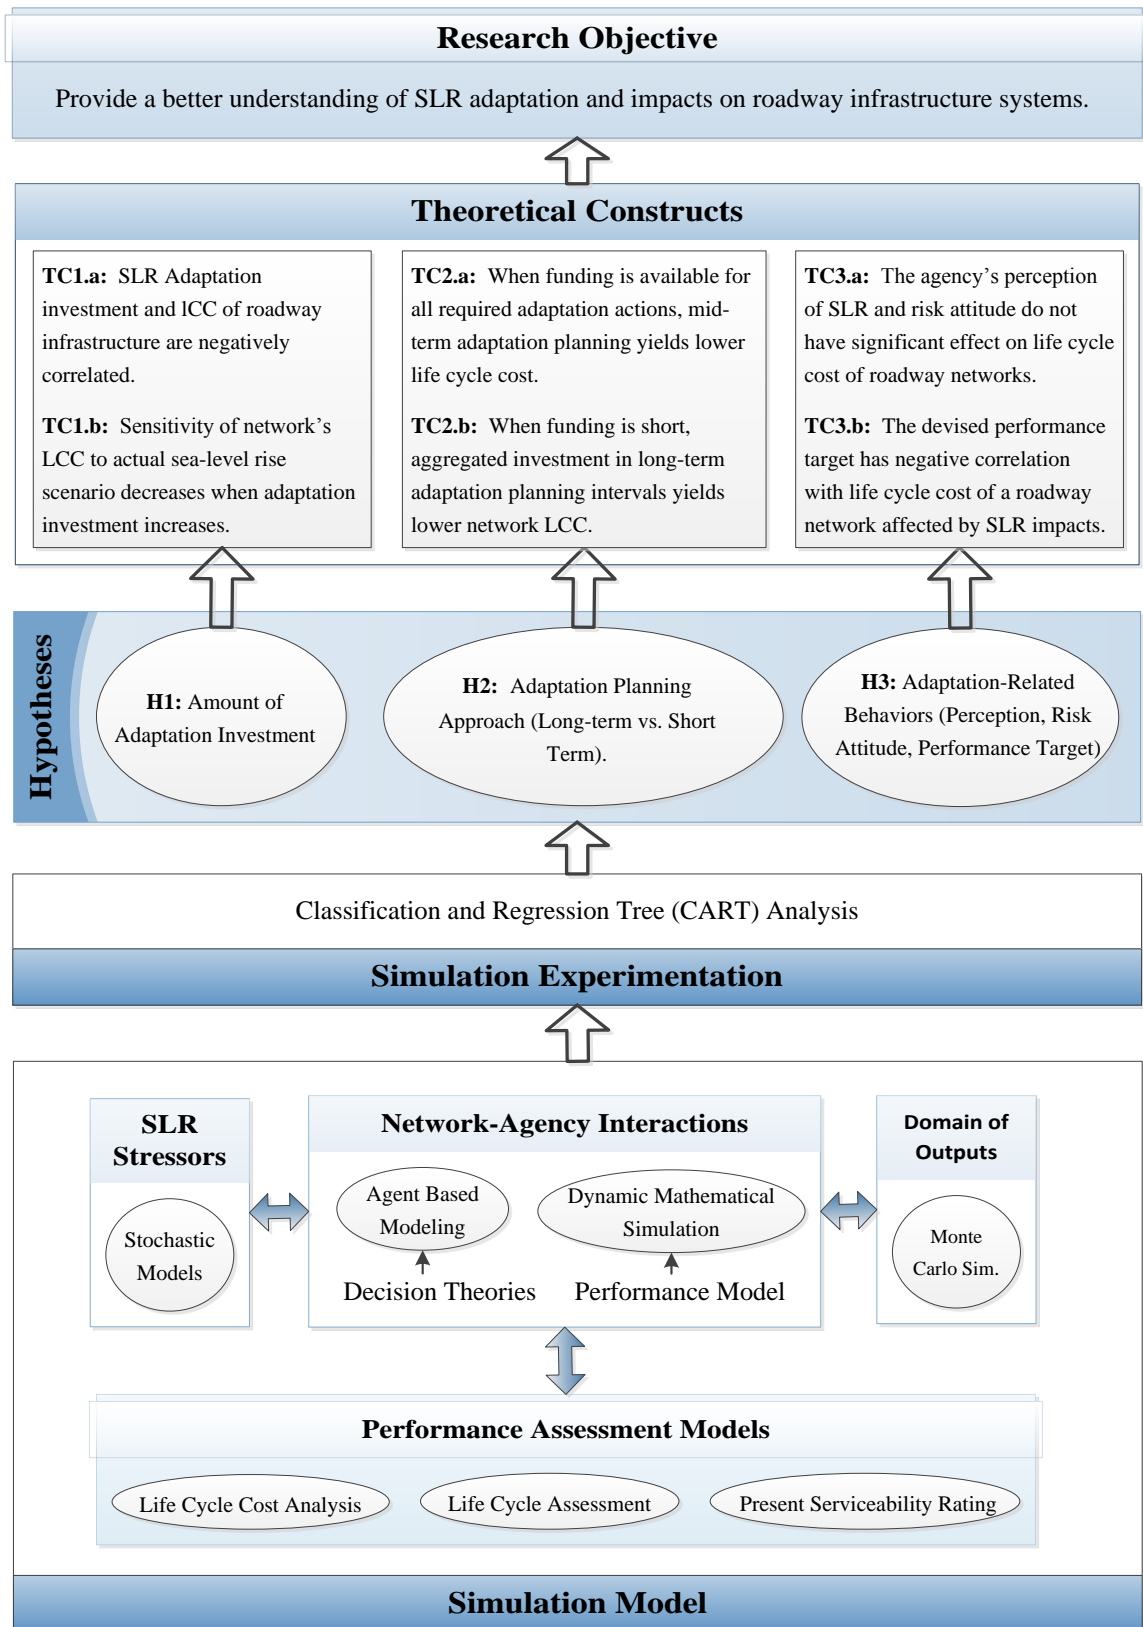 Research Objective
Provide a better understanding of SLR adaptation and impacts on roadway infrastructure systems.
Theoretical Constructs
TC1.a: SLR Adaptation
investment and lCC of roadway
infrastructure are negatively
correlated.
TC1.b: Sensitivity of network's
LCC to actual sea-level rise
scenario decreases when adaptation
investment increases.
TC2.a: When funding is available for
all required adaptation actions, mid-
term adaptation planning yields lower
life cycle cost.
TC2.b: When funding is short,
aggregated investment in long-term
adaptation planning intervals yields
lower network LCC.
TC3.a: The agency's perception
of SLR and risk attitude do not
have significant effect on life cycle
cost of roadway networks.
TC3.b: The devised performance
target has negative correlation
with life cycle cost of a roadway
network affected by SLR impacts.
Hypotheses
H1: Amount of
Adaptation Investment
H2: Adaptation Planning
Approach (Long-term vs. Short
Term).
H3: Adaptation-Related
Behaviors (Perception, Risk
Attitude, Performance Target)
Classification and Regression Tree (CART) Analysis
Simulation Experimentation
SLR
Stressors
Stochastic
Models
Network-Agency Interactions
Agent Based
Modeling
Decision Theories
Dynamic Mathematical
Simulation
Performance Model
Domain of
Outputs
Monte
Carlo Sim.
Performance Assessment Models
Life Cycle Cost Analysis
Life Cycle Assessment
Present Serviceability Rating
Simulation Model